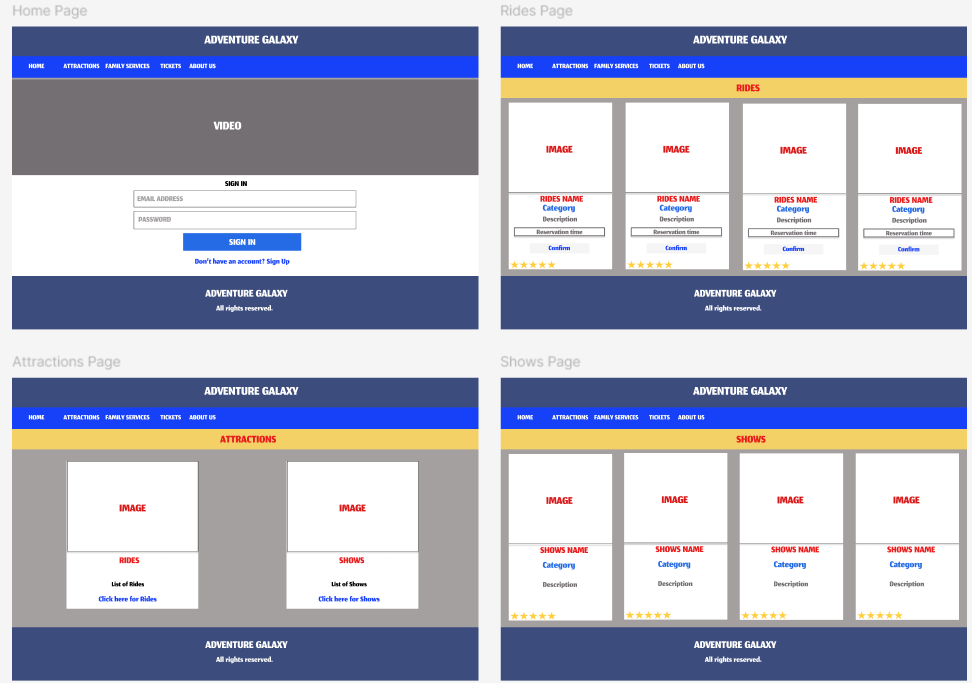 Home Page
ADVENTURE GALAXY
HOME ATTRACTIONS FAMILY SERVICES TICKETS ABOUT US
VIDEO
SIGN IN
EMAIL ADDRESS
PASSWORD
SIGN IN
Don't have an account? Sign Up
ADVENTURE GALAXY
All rights reserved.
Rides Page
ADVENTURE GALAXY
HOME ATTRACTIONS FAMILY SERVICES TICKETS ABOUT US
RIDES
IMAGE IMAGE IMAGE IMAGE
RIDES NAME RIDES NAME RIDES NAME RIDES NAME
Category Category Category Category
Description Description Description Description
Reservation time Reservation time Reservation time Reservation time
Confirm Confirm Confirm Confirm
ADVENTURE GALAXY
All rights reserved.
Attractions Page
ADVENTURE GALAXY
HOME ATTRACTIONS FAMILY SERVICES TICKETS ABOUT US
ATTRACTIONS
IMAGE IMAGE
RIDES SHOWS
List of Rides List of Shows
Click here for Rides Click here for Shows
ADVENTURE GALAXY
All rights reserved.
Shows Page
ADVENTURE GALAXY
HOME ATTRACTIONS FAMILY SERVICES TICKETS ABOUT US
SHOWS
IMAGE IMAGE IMAGE IMAGE
SHOWS NAME SHOWS NAME SHOWS NAME SHOWS NAME
Category Category Category Category
Description Description Description Description
ADVENTURE GALAXY
All rights reserved.